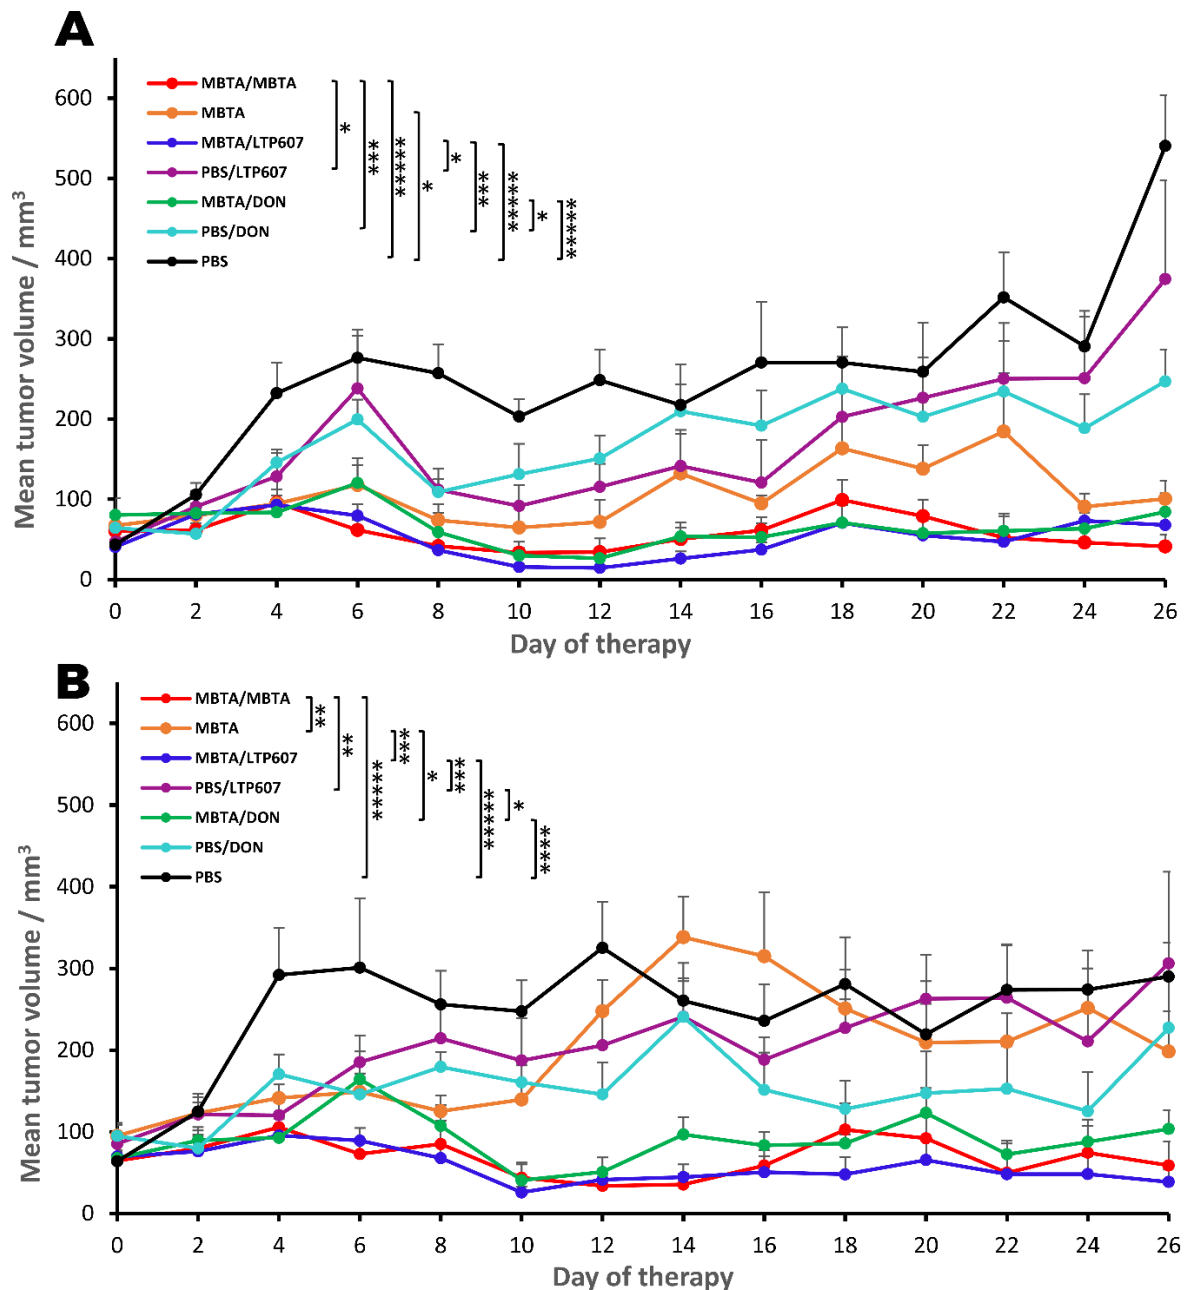 A
Mean tumor volume / mm³
600
500
400
300
200
100
0
MBTA/MBTA
MBTA
MBTA/LTP607
PBS/LTP607
MBTA/DON
PBS/DON
PBS
*
***
*****
*
*
***
*****
*
*****
0 2 4 6 8 10 12 14 16 18 20 22 24 26
Day of therapy
B
Mean tumor volume / mm³
600
500
400
300
200
100
0
MBTA/MBTA
MBTA
MBTA/LTP607
PBS/LTP607
MBTA/DON
PBS/DON
PBS
**
**
*****
***
*
***
*****
*
****
0 2 4 6 8 10 12 14 16 18 20 22 24 26
Day of therapy